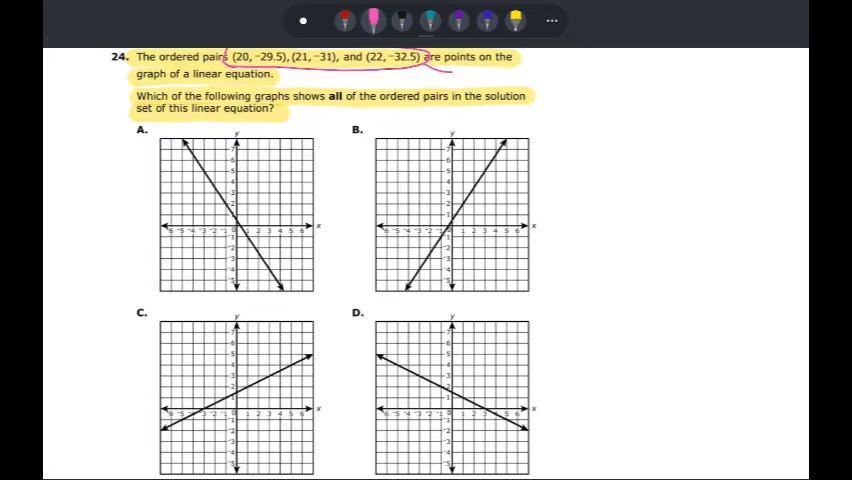 24. The ordered pairs (20, −29.5), (21, −31), and (22, −32.5) are points on the
graph of a linear equation.
Which of the following graphs shows all of the ordered pairs in the solution
set of this linear equation?
A.
B.
y
y
x
x
C.
D.
y
y
x
x